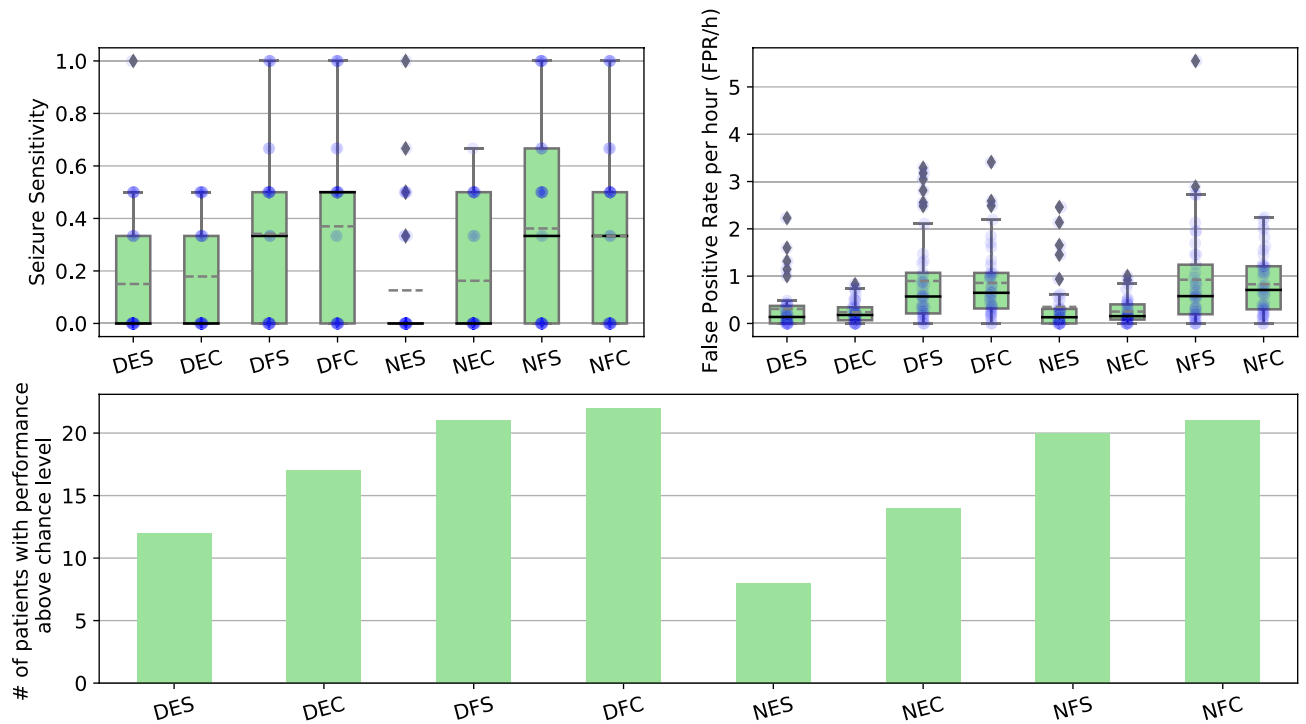 Seizure Sensitivity
1.0
0.8
0.6
0.4
0.2
0.0
DES DEC DFS DFC NES NEC NFS NFC
False Positive Rate per hour (FPR/h)
5
4
3
2
1
0
DES DEC DFS DFC NES NEC NFS NFC
# of patients with performance
above chance level
20
15
10
5
0
DES DEC DFS DFC NES NEC NFS NFC